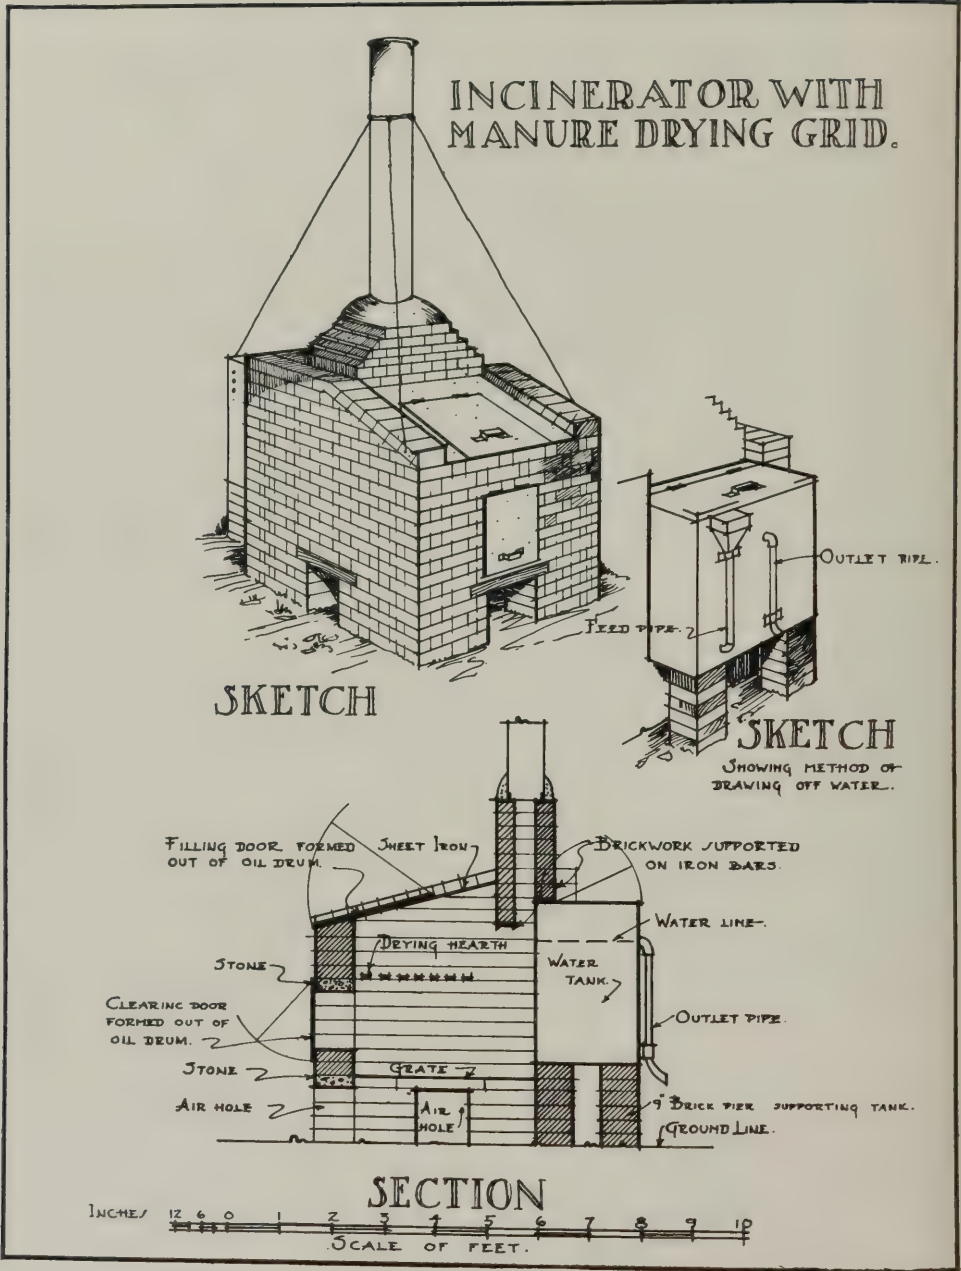 INCINERATOR WITH
MANURE DRYING GRID.
OUTLET PIPE.
FEED PIPE.
SKETCH
SKETCH
SHOWING METHOD OF
DRAWING OFF WATER.
FILLING DOOR FORMED
OUT OF OIL DRUM.
SHEET IRON
BRICKWORK SUPPORTED
ON IRON BARS.
WATER LINE.
DRYING HEARTH
STONE
WATER
TANK.
CLEARING DOOR
FORMED OUT OF
OIL DRUM.
OUTLET PIPE.
STONE
GRATE
AIR HOLE
AIR
HOLE
9" BRICK PIER SUPPORTING TANK.
GROUND LINE.
SECTION
INCHES 12 6 0 1 2 3 4 5 6 7 8 9 10
SCALE OF FEET.